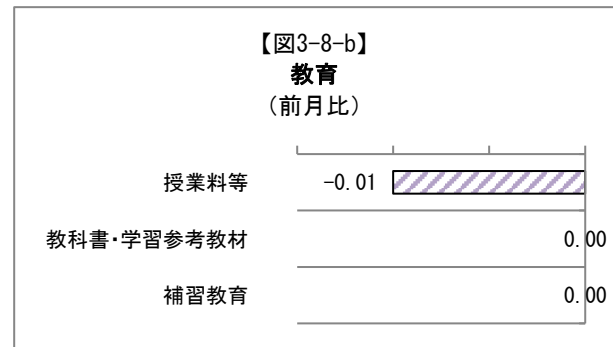 【図3-8-b】
教育
（前月比）
授業料等 -0.01
教科書・学習参考教材 0.00
補習教育 0.00